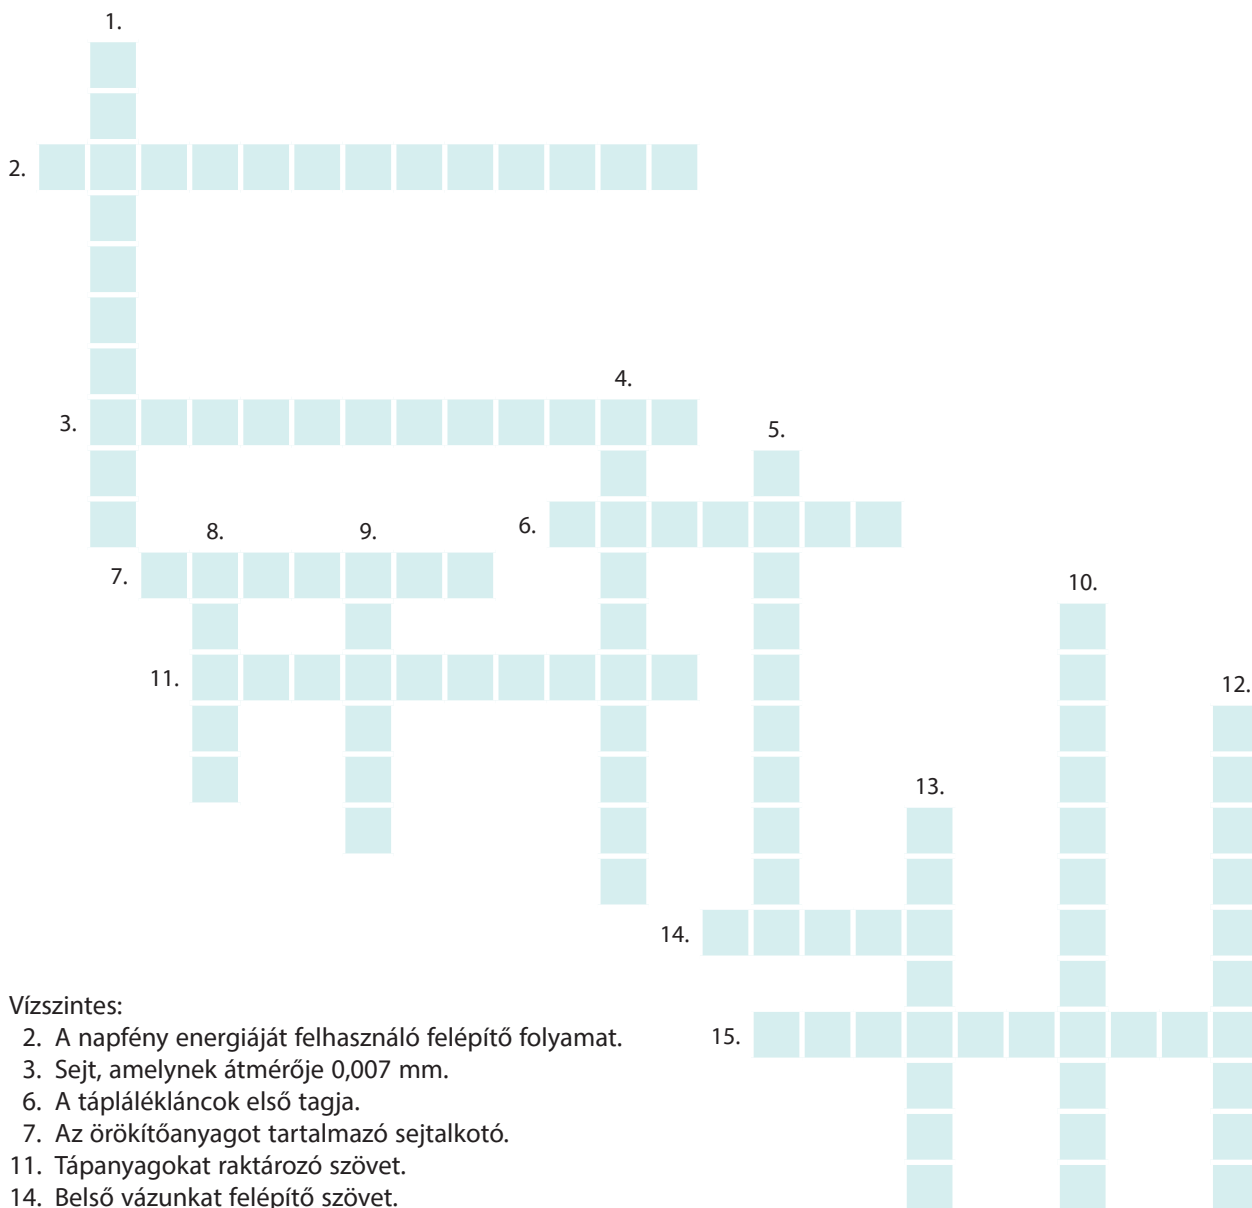 1.
2.
4.
3.
5.
8.
9.
6.
7.
10.
11.
12.
13.
14.
Vízszintes:
2. A napfény energiáját felhasználó felépítő folyamat.
15.
3. Sejt, amelynek átmérője 0,007 mm.
6. A táplálékláncok első tagja.
7. Az örökítőanyagot tartalmazó sejtalkotó.
11. Tápanyagokat raktározó szövet.
14. Belső vázunkat felépítő szövet.